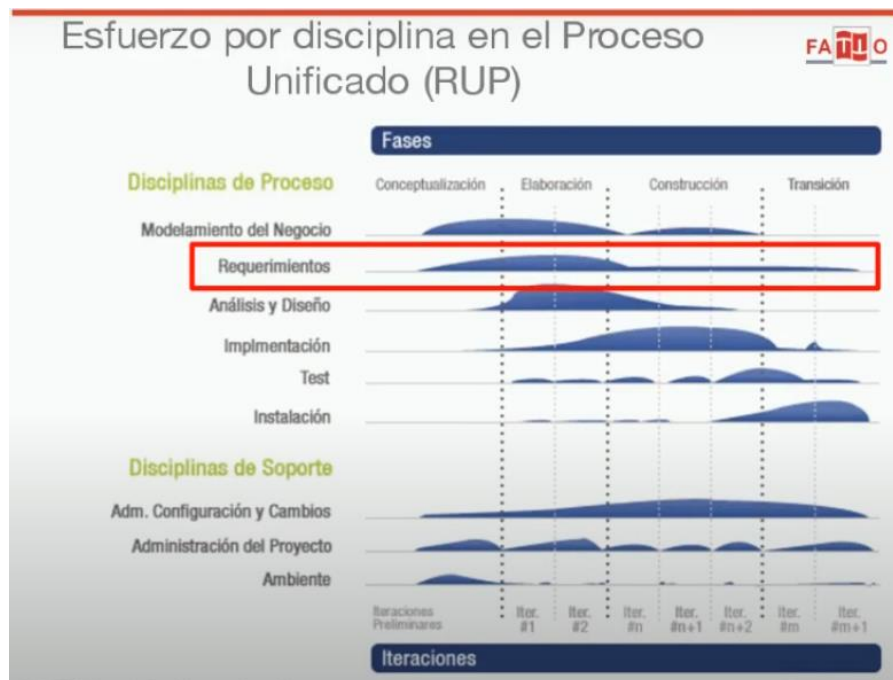 Esfuerzo por disciplina en el Proceso
Unificado (RUP)
FATTO
Fases
Disciplinas de Proceso
Conceptualización Elaboración Construcción Transición
Modelamiento del Negocio
Requerimientos
Análisis y Diseño
Implmentación
Test
Instalación
Disciplinas de Soporte
Adm. Configuración y Cambios
Administración del Proyecto
Ambiente
Iteraciones
Preliminares
Iter.
#1
Iter.
#2
Iter.
#n
Iter.
#n+1
Iter.
#n+2
Iter.
#m
Iter.
#m+1
Iteraciones